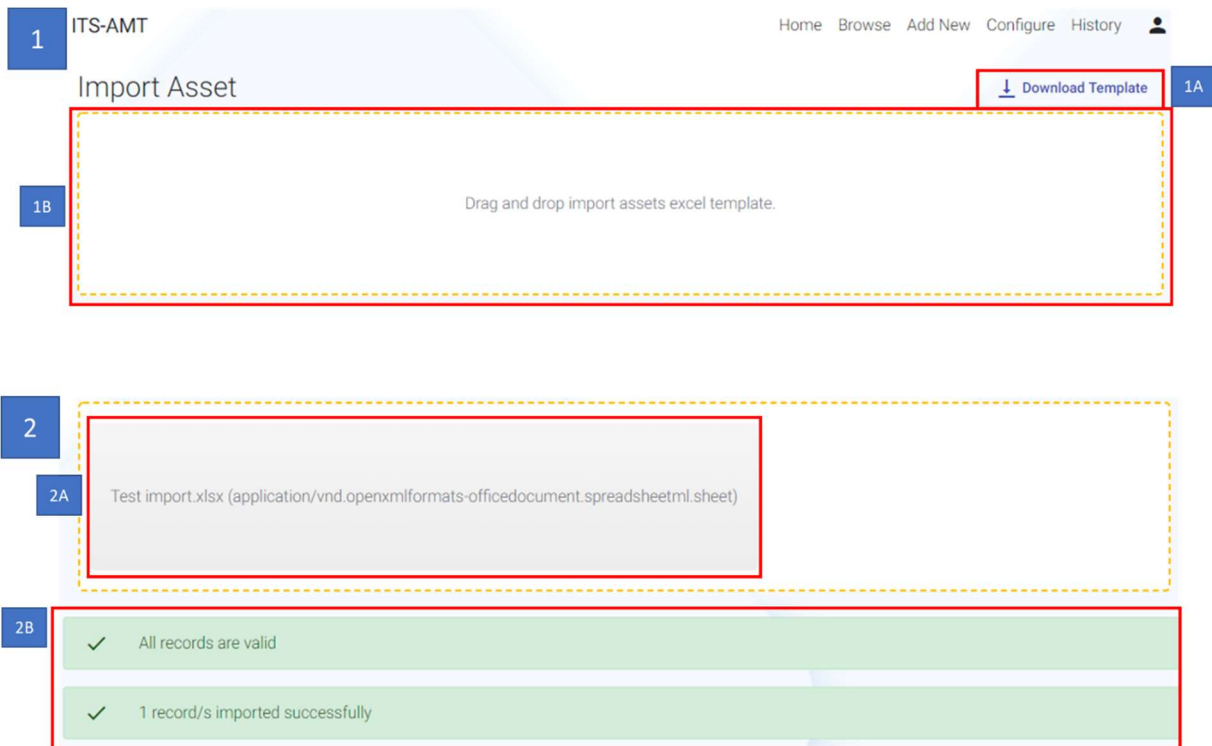 1
ITS-AMT
Home Browse Add New Configure History
Import Asset
Download Template
1A
1B
Drag and drop import assets excel template.
2
2A
Test import.xlsx (application/vnd.openxmlformats-officedocument.spreadsheetml.sheet)
2B
All records are valid
1 record/s imported successfully